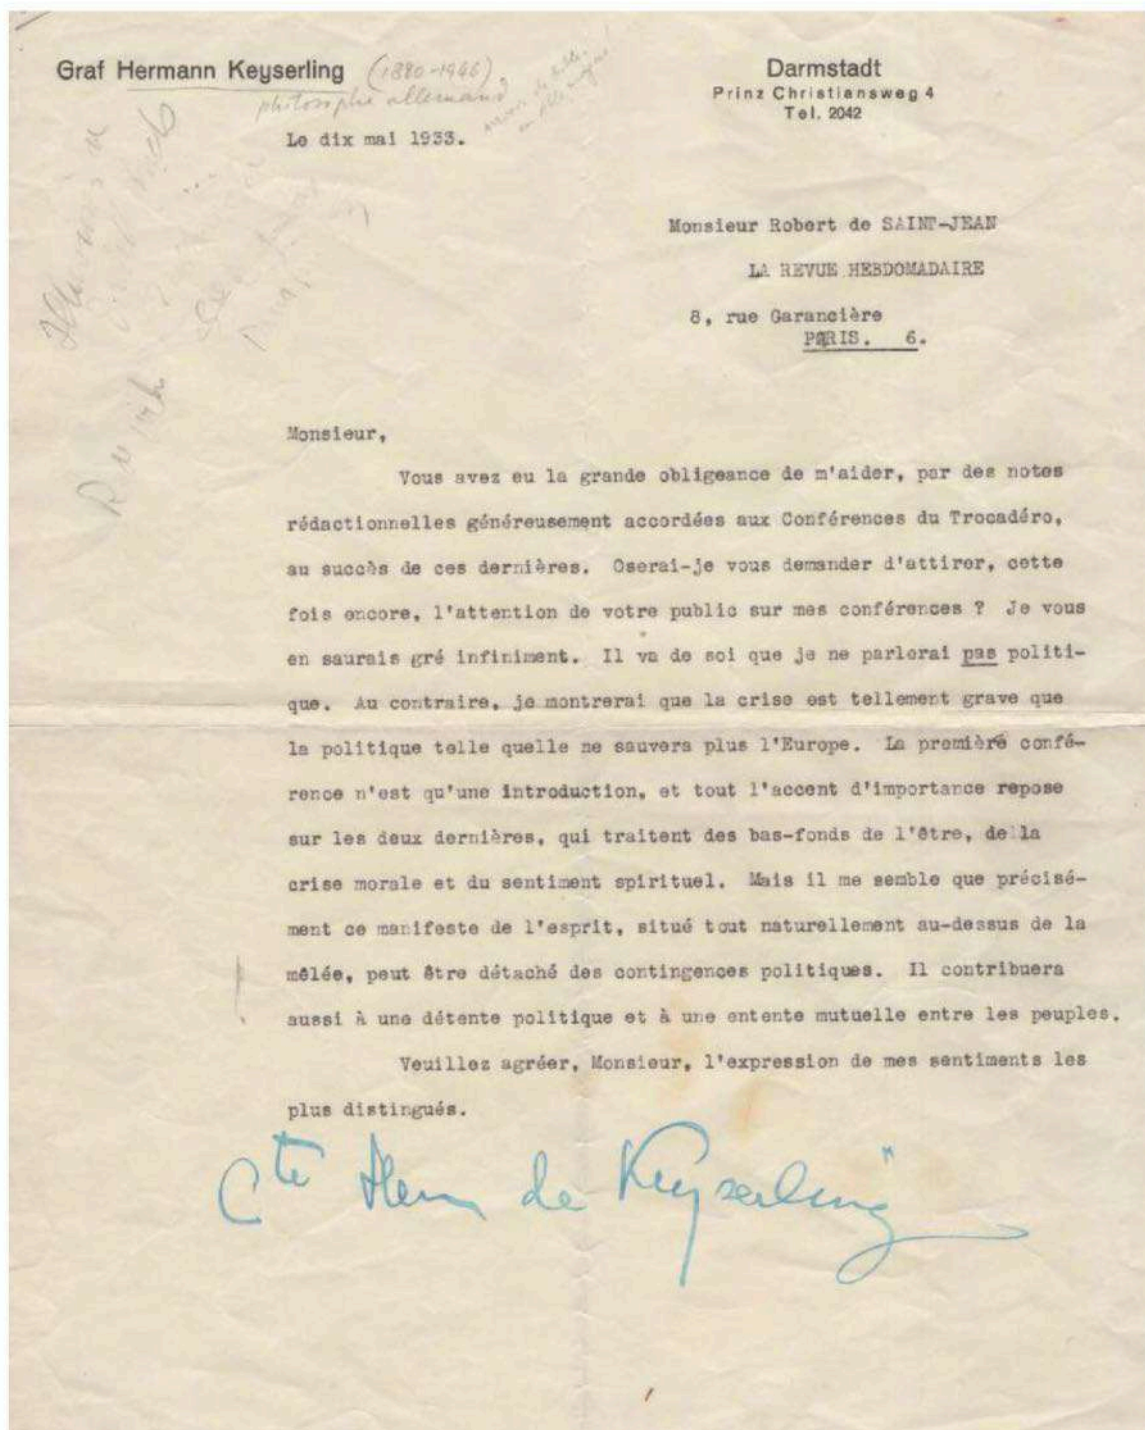 Graf Hermann Keyserling (1880-1946)
philosophe allemand
Darmstadt
Prinz Christiansweg 4
Tel. 2042
Le dix mai 1933.
Monsieur Robert de SAINT-JEAN
LA REVUE HEBDOMADAIRE
8, rue Garancière
PARIS. 6.
Monsieur,
Vous avez eu la grande obligeance de m'aider, par des notes
rédactionnelles généreusement accordées aux Conférences du Trocadéro,
au succès de ces dernières. Oserai-je vous demander d'attirer, cette
fois encore, l'attention de votre public sur mes conférences ? Je vous
en saurais gré infiniment. Il va de soi que je ne parlerai pas politi-
que. Au contraire, je montrerai que la crise est tellement grave que
la politique telle quelle ne sauvera plus l'Europe. La première confé-
rence n'est qu'une introduction, et tout l'accent d'importance repose
sur les deux dernières, qui traitent des bas-fonds de l'être, de la
crise morale et du sentiment spirituel. Mais il me semble que précisé-
ment ce manifeste de l'esprit, situé tout naturellement au-dessus de la
mêlée, peut être détaché des contingences politiques. Il contribuera
aussi à une détente politique et à une entente mutuelle entre les peuples.
Veuillez agréer, Monsieur, l'expression de mes sentiments les
plus distingués.
Cte Herm de Keyserling